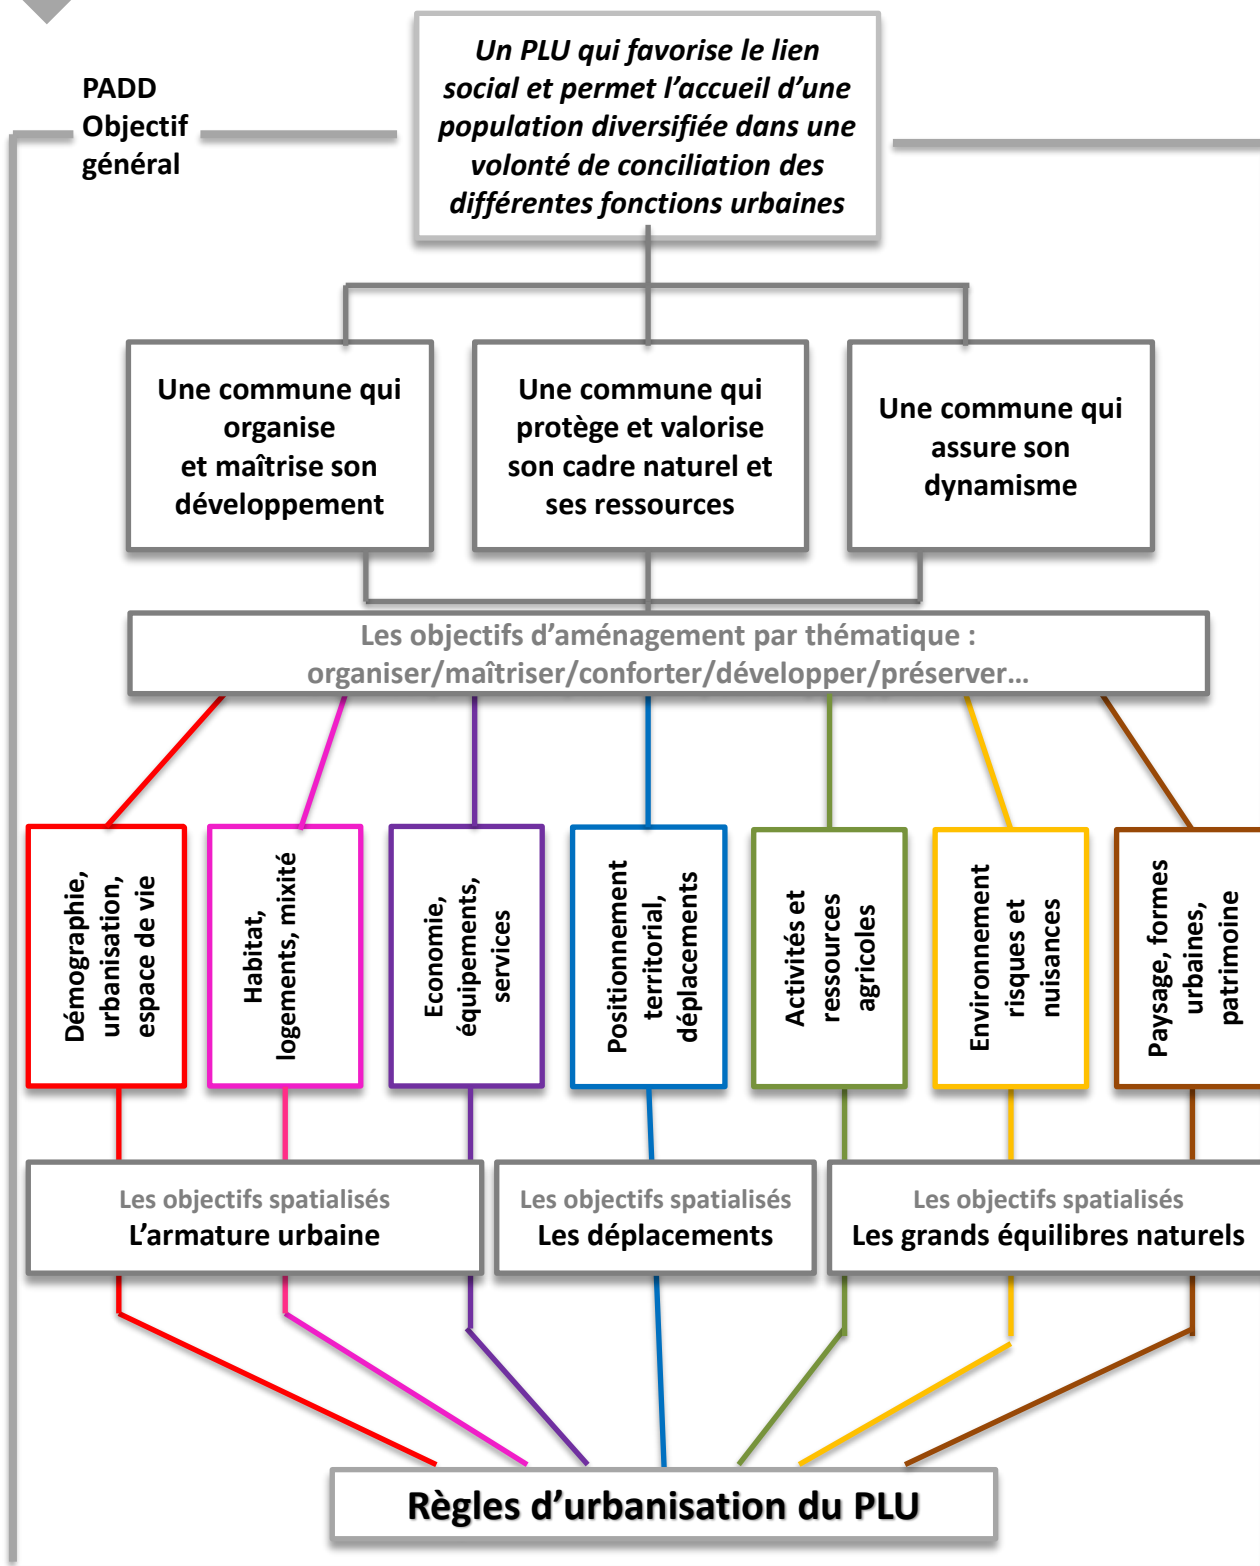 PADD
Objectif
général
Un PLU qui favorise le lien
social et permet l’accueil d’une
population diversifiée dans une
volonté de conciliation des
différentes fonctions urbaines
Une commune qui
organise
et maîtrise son
développement
Une commune qui
protège et valorise
son cadre naturel et
ses ressources
Une commune qui
assure son
dynamisme
Les objectifs d’aménagement par thématique :
organiser/maîtriser/conforter/développer/préserver…
Démographie,
urbanisation,
espace de vie
Habitat,
logements, mixité
Economie,
équipements,
services
Positionnement
territorial,
déplacements
Activités et
ressources
agricoles
Environnement
risques et
nuisances
Paysage, formes
urbaines,
patrimoine
Les objectifs spatialisés
L’armature urbaine
Les objectifs spatialisés
Les déplacements
Les objectifs spatialisés
Les grands équilibres naturels
Règles d’urbanisation du PLU